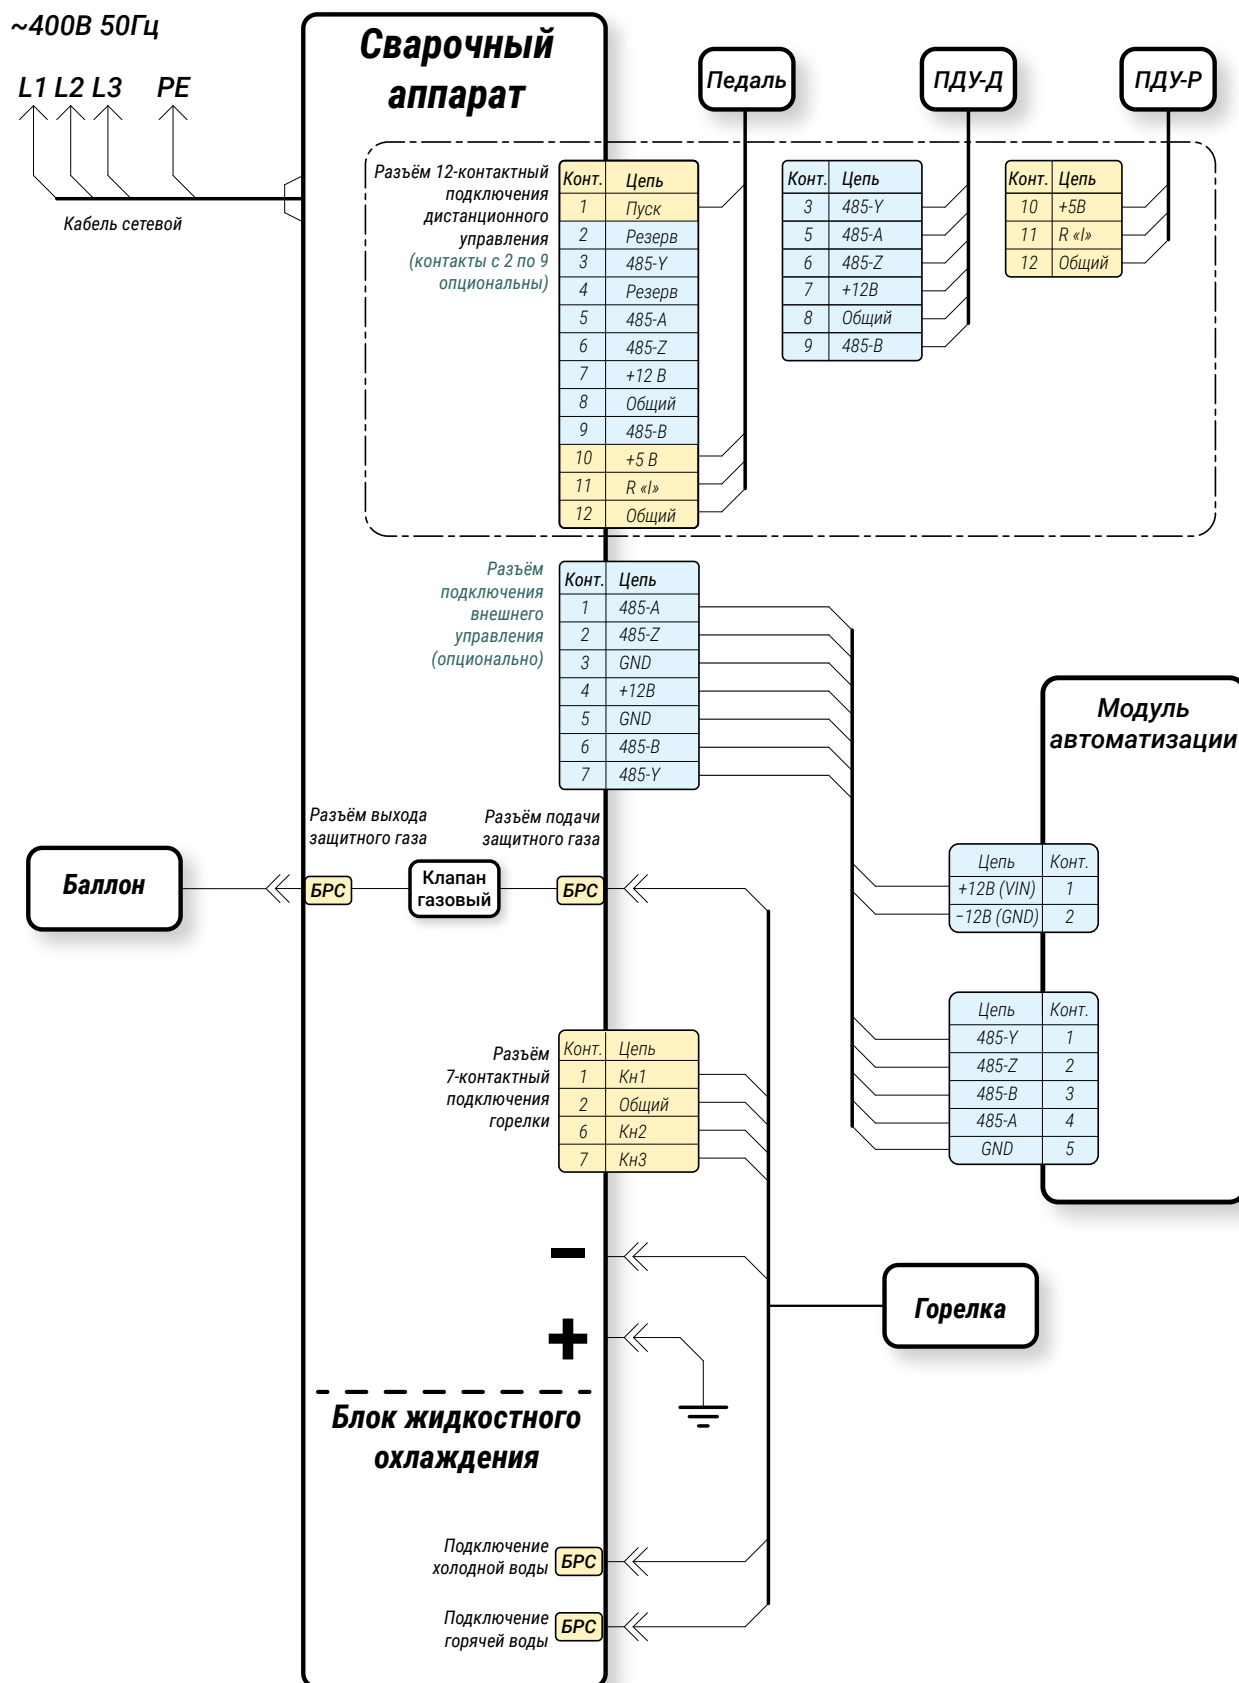 ~400В 50Гц
L1 L2 L3 PE
Кабель сетевой
Сварочный
аппарат
Педаль
ПДУ-Д
ПДУ-Р
Разъём 12-контактный
подключения
дистанционного
управления
(контакты с 2 по 9
опциональны)
Конт. Цепь
1 Пуск
2 Резерв
3 485-Y
4 Резерв
5 485-A
6 485-Z
7 +12 В
8 Общий
9 485-B
10 +5 В
11 R «I»
12 Общий
Конт. Цепь
3 485-Y
5 485-A
6 485-Z
7 +12В
8 Общий
9 485-B
Конт. Цепь
10 +5В
11 R «I»
12 Общий
Разъём
подключения
внешнего
управления
(опционально)
Конт. Цепь
1 485-A
2 485-Z
3 GND
4 +12В
5 GND
6 485-B
7 485-Y
Модуль
автоматизации
Цепь Конт.
+12В (VIN) 1
−12В (GND) 2
Цепь Конт.
485-Y 1
485-Z 2
485-B 3
485-A 4
GND 5
Разъём выхода
защитного газа
Разъём подачи
защитного газа
Баллон
БРС
Клапан
газовый
БРС
Разъём
7-контактный
подключения
горелки
Конт. Цепь
1 Кн1
2 Общий
6 Кн2
7 Кн3
−
+
Горелка
Блок жидкостного
охлаждения
Подключение
холодной воды
БРС
Подключение
горячей воды
БРС